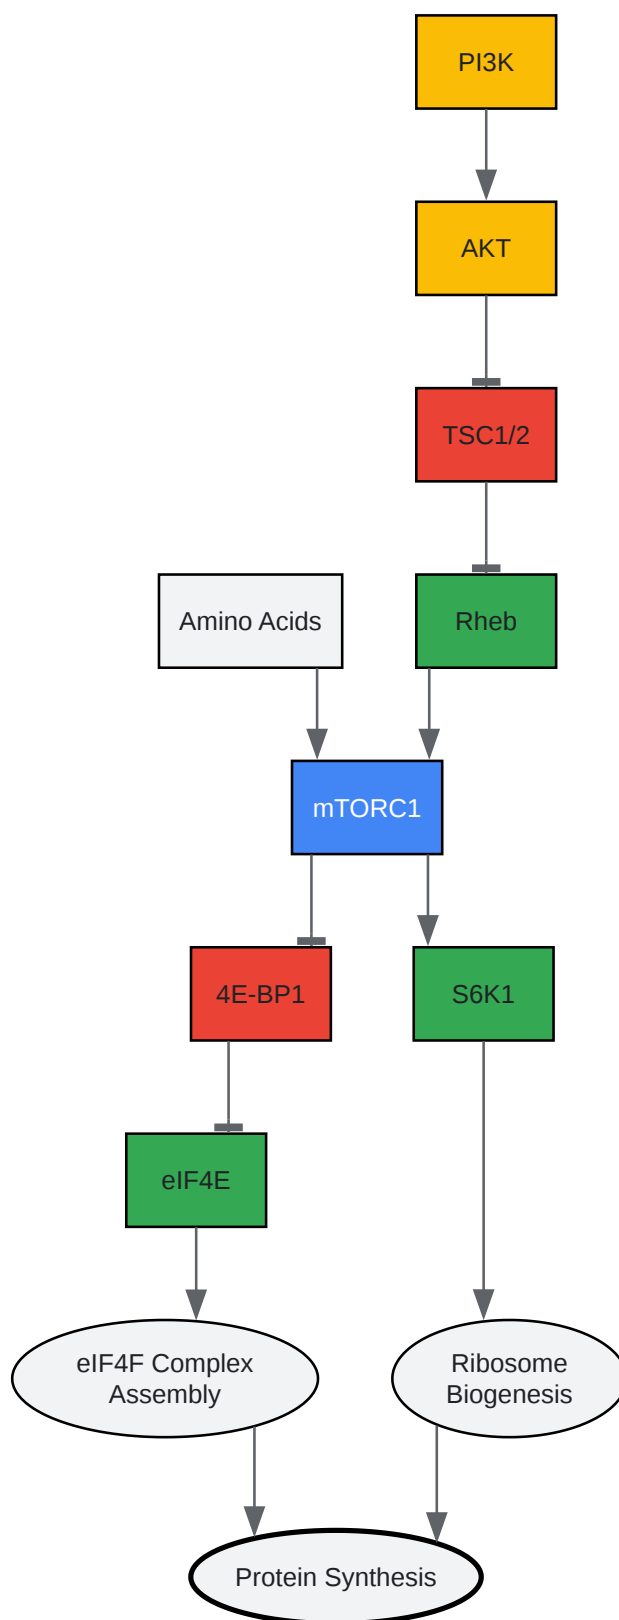 PI3K
AKT
TSC1/2
Amino Acids
Rheb
mTORC1
4E-BP1
S6K1
eIF4E
eIF4F Complex
Assembly
Ribosome
Biogenesis
Protein Synthesis